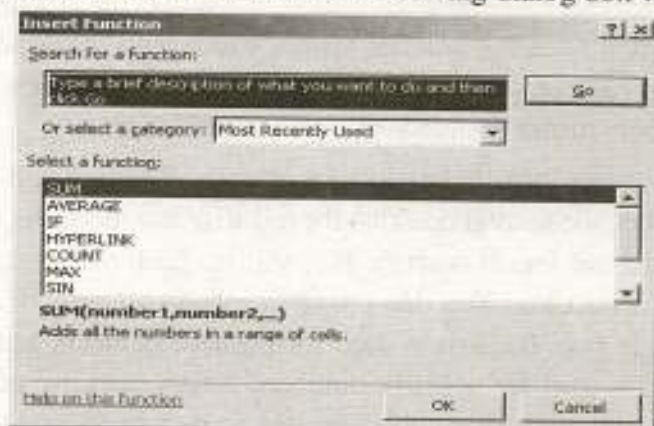 Insert Function
? ×
Search for a function:
Type a brief description of what you want to do and then
click Go
Go
Or select a category: Most Recently Used
Select a function:
SUM
AVERAGE
IF
HYPERLINK
COUNT
MAX
SIN
SUM(number1,number2,...)
Adds all the numbers in a range of cells.
Help on this function
OK
Cancel